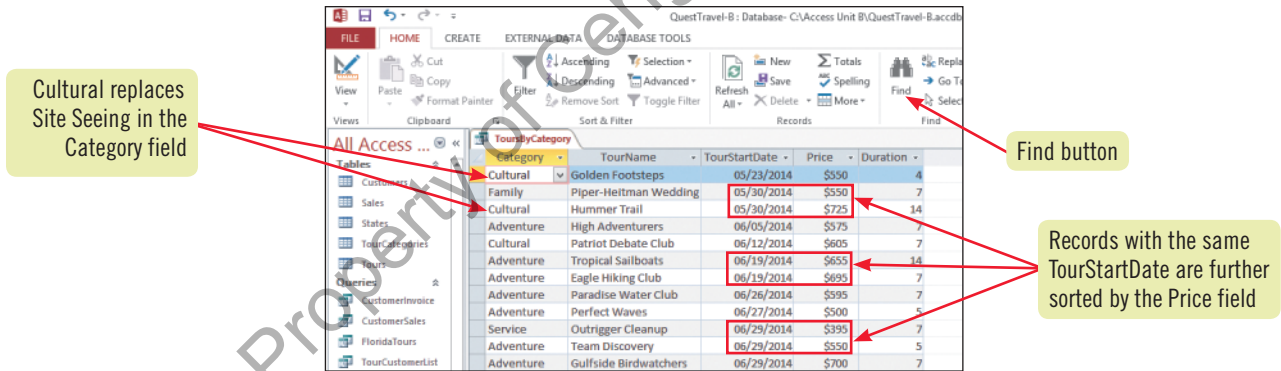 QuestTravel-B : Database- C:\Access Unit B\QuestTravel-B.accdb
FILE HOME CREATE EXTERNAL DATA DATABASE TOOLS
View
Paste
Cut
Copy
Format Painter
Filter
Ascending
Descending
Remove Sort
Selection
Advanced
Toggle Filter
Refresh All
New
Save
Delete
Totals
Spelling
More
Find
Repla
Go T
Selec
Views Clipboard Sort & Filter Records Find
Cultural replaces
Site Seeing in the
Category field
Find button
All Access ...
Tables
Customers
Sales
States
TourCategories
Tours
Queries
CustomerInvoice
CustomerSales
FloridaTours
TourCustomerList
ToursByCategory
Category TourName TourStartDate Price Duration
Cultural Golden Footsteps 05/23/2014 $550 4
Family Piper-Heitman Wedding 05/30/2014 $550 7
Cultural Hummer Trail 05/30/2014 $725 14
Adventure High Adventurers 06/05/2014 $575 7
Cultural Patriot Debate Club 06/12/2014 $605 7
Adventure Tropical Sailboats 06/19/2014 $655 14
Adventure Eagle Hiking Club 06/19/2014 $695 7
Adventure Paradise Water Club 06/26/2014 $595 7
Adventure Perfect Waves 06/27/2014 $500 5
Service Outrigger Cleanup 06/29/2014 $395 7
Adventure Team Discovery 06/29/2014 $550 5
Adventure Gulfside Birdwatchers 06/29/2014 $700 7
Records with the same
TourStartDate are further
sorted by the Price field
Property of Cen